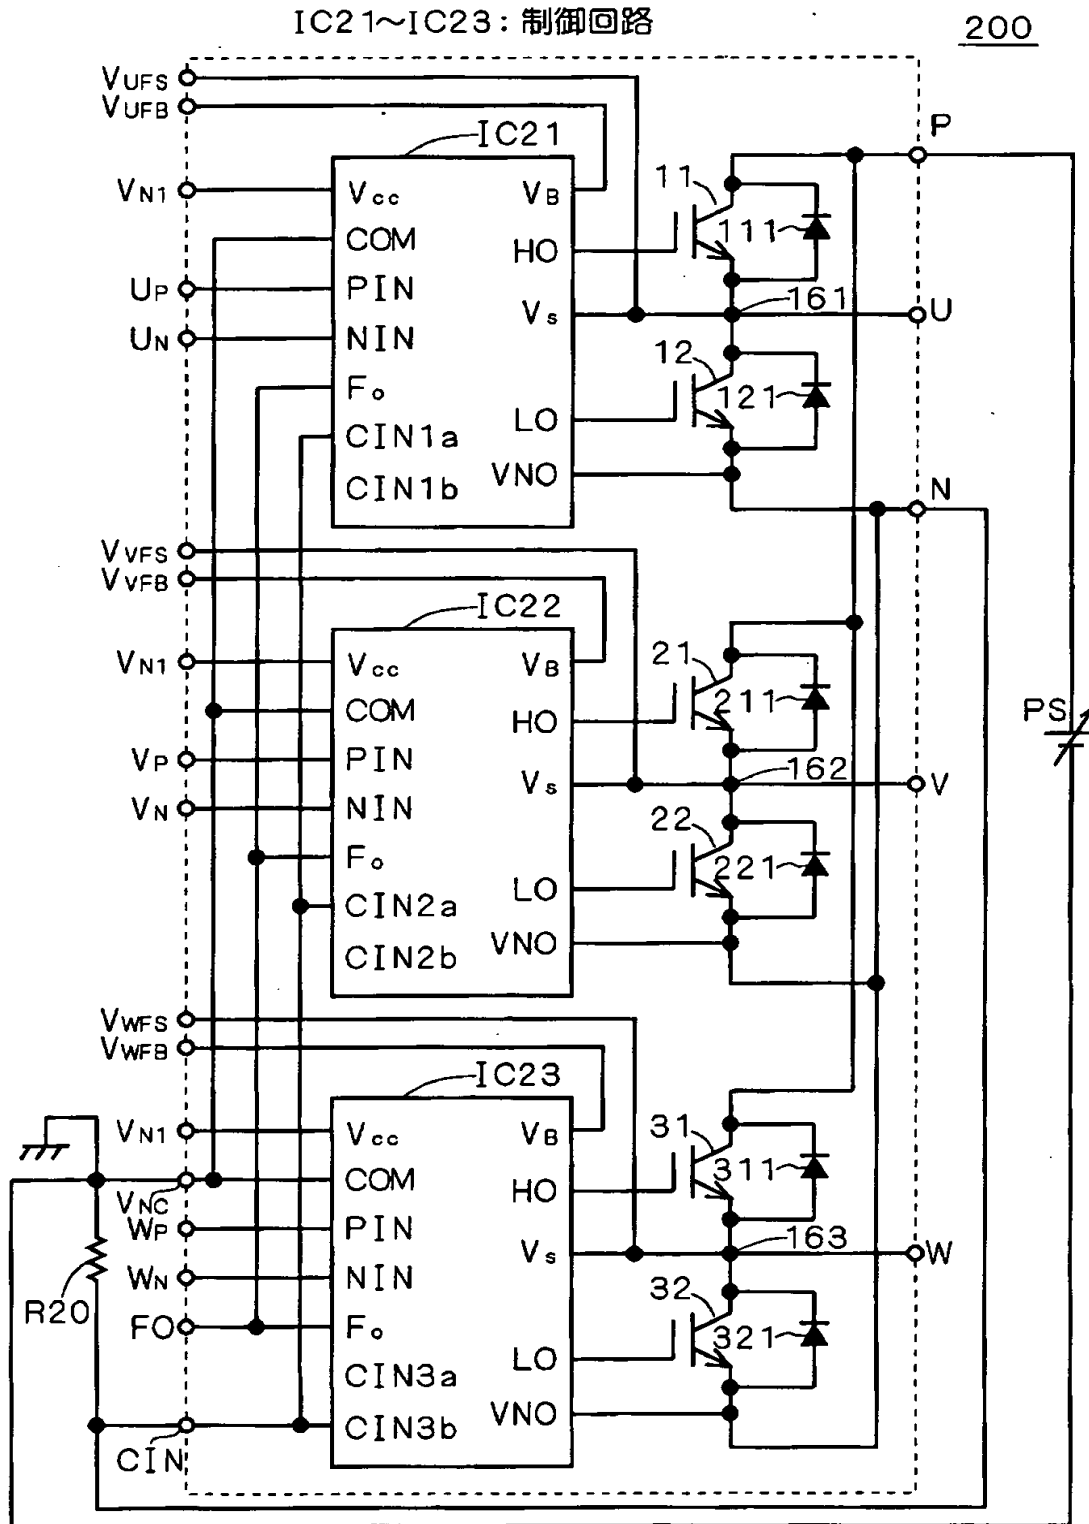 IC21～IC23：制御回路
200
VUFS
VUFB
IC21
P
VN1
Vcc
VB
11
111
COM
HO
UP
PIN
161
U
UN
NIN
Vs
Fo
12
121
CIN1a
LO
CIN1b
VNO
N
VVFS
VVFB
IC22
VN1
Vcc
VB
21
211
COM
HO
PS
VP
PIN
162
V
VN
NIN
Vs
Fo
22
221
CIN2a
LO
CIN2b
VNO
VWFS
VWFB
IC23
VN1
Vcc
VB
31
311
VNC
COM
HO
WP
PIN
163
W
WN
NIN
Vs
R20
FO
Fo
32
321
CIN3a
LO
CIN3b
VNO
CIN